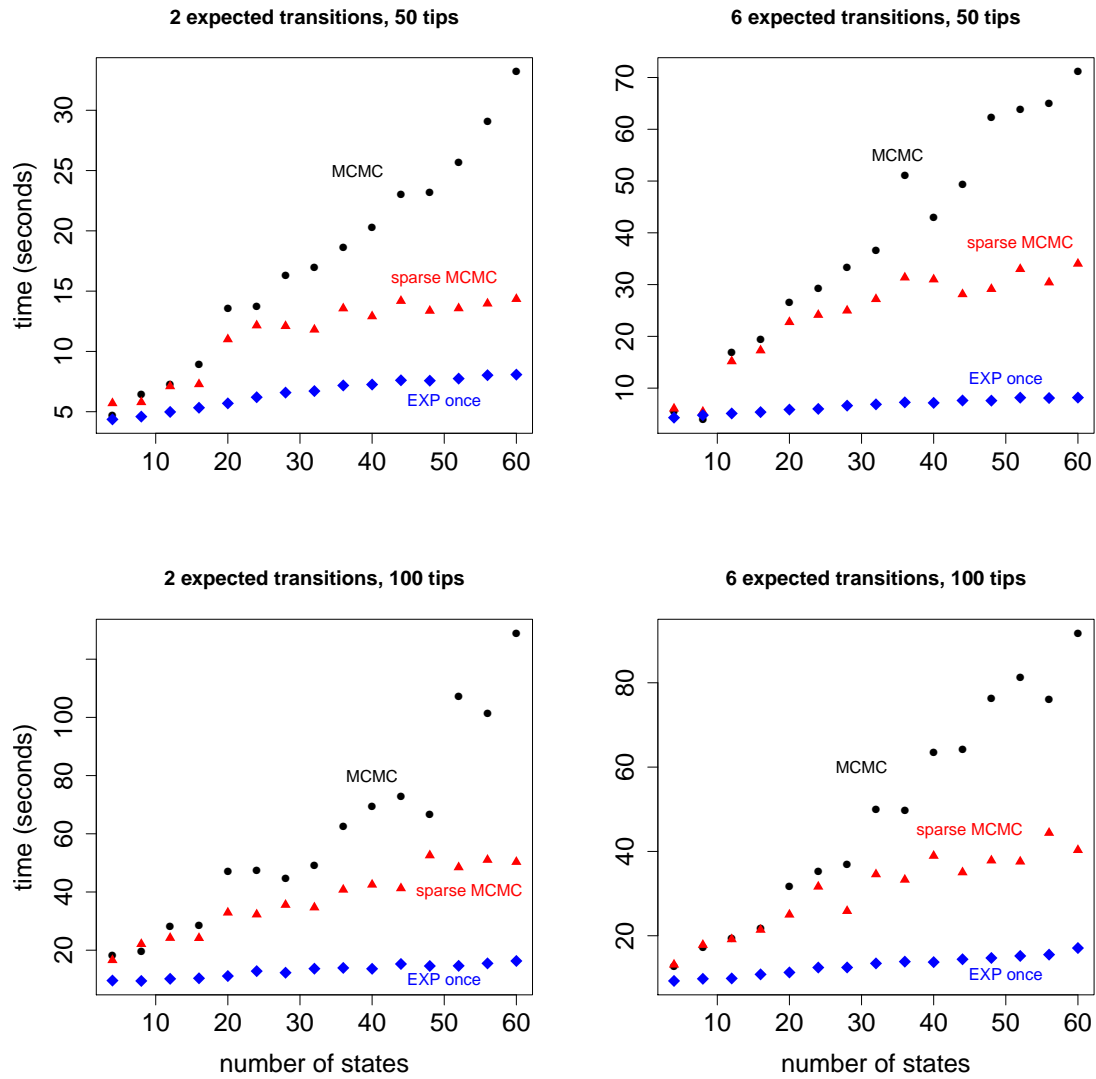 2 expected transitions, 50 tips
time (seconds)
5 10 15 20 25 30
10 20 30 40 50 60
MCMC
sparse MCMC
EXP once
6 expected transitions, 50 tips
10 20 30 40 50 60 70
10 20 30 40 50 60
MCMC
sparse MCMC
EXP once
2 expected transitions, 100 tips
time (seconds)
20 40 60 80 100
10 20 30 40 50 60
number of states
MCMC
sparse MCMC
EXP once
6 expected transitions, 100 tips
20 40 60 80
10 20 30 40 50 60
number of states
MCMC
sparse MCMC
EXP once